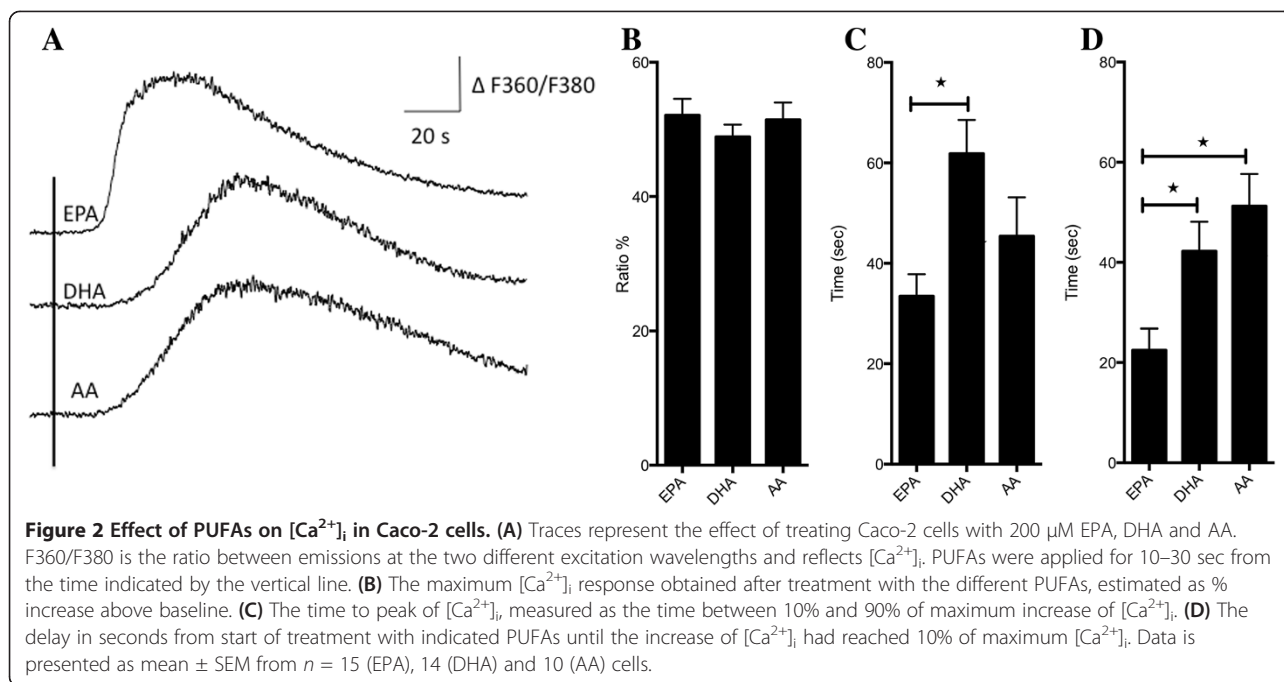 A
B
C
D
Δ F360/F380
20 s
EPA
DHA
AA
60
40
20
0
Ratio %
EPA
DHA
AA
80
60
40
20
0
Time (sec)
★
EPA
DHA
AA
80
60
40
20
0
Time (sec)
★
★
EPA
DHA
AA
Figure 2 Effect of PUFAs on [Ca²⁺]ᵢ in Caco-2 cells. (A) Traces represent the effect of treating Caco-2 cells with 200 μM EPA, DHA and AA.
F360/F380 is the ratio between emissions at the two different excitation wavelengths and reflects [Ca²⁺]ᵢ. PUFAs were applied for 10–30 sec from
the time indicated by the vertical line. (B) The maximum [Ca²⁺]ᵢ response obtained after treatment with the different PUFAs, estimated as %
increase above baseline. (C) The time to peak of [Ca²⁺]ᵢ, measured as the time between 10% and 90% of maximum increase of [Ca²⁺]ᵢ. (D) The
delay in seconds from start of treatment with indicated PUFAs until the increase of [Ca²⁺]ᵢ had reached 10% of maximum [Ca²⁺]ᵢ. Data is
presented as mean ± SEM from n = 15 (EPA), 14 (DHA) and 10 (AA) cells.